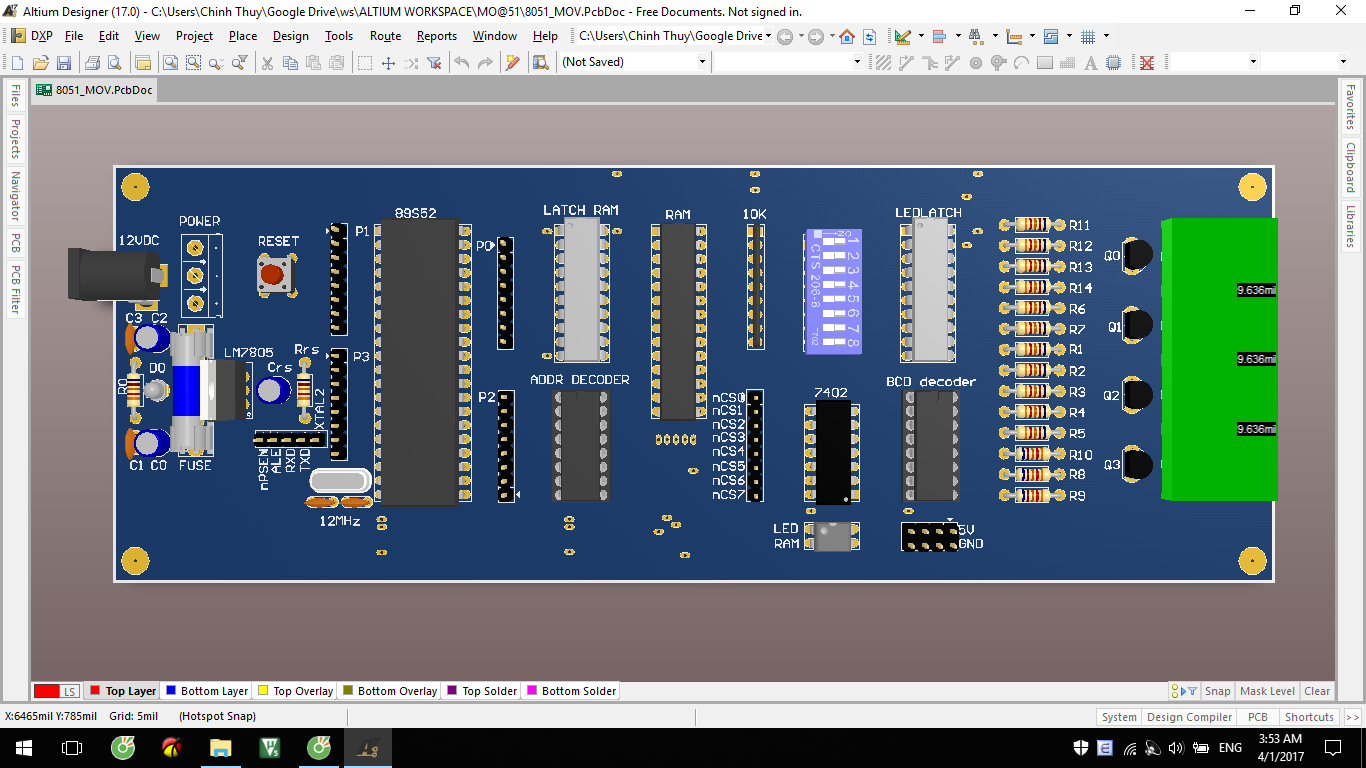 Altium Designer (17.0) - C:\Users\Chinh Thuy\Google Drive\ws\ALTIUM WORKSPACE\MO@51\8051_MOV.PcbDoc - Free Documents. Not signed in.
DXP File Edit View Project Place Design Tools Route Reports Window Help C:\Users\Chinh Thuy\Google Drive
(Not Saved)
8051_MOV.PcbDoc
Files
Projects
Navigator
PCB
PCB Filter
Favorites
Clipboard
Libraries
POWER
12VDC
RESET
P1
89S52
P0
LATCH RAM
RAM
10K
CTS 206-8
1 2 3 4 5 6 7 8
LEDLATCH
R11
R12
R13
R14
R6
R7
R1
R2
R3
R4
R5
R10
R8
R9
Q0
Q1
Q2
Q3
9.636mil
9.636mil
9.636mil
C3 C2
LM7805
Rrs
P3
D0
Crs
R0
XTAL2
ADDR DECODER
BCD decoder
P2
7402
nCS0
nCS1
nCS2
nCS3
nCS4
nCS5
nCS6
nCS7
C1 C0
FUSE
nPSEN
ALE
RXD
TXD
12MHz
LED
RAM
5V
GND
LS Top Layer Bottom Layer Top Overlay Bottom Overlay Top Solder Bottom Solder
Snap Mask Level Clear
X:6465mil Y:785mil Grid: 5mil (Hotspot Snap)
System Design Compiler PCB Shortcuts >>
ENG
3:53 AM
4/1/2017